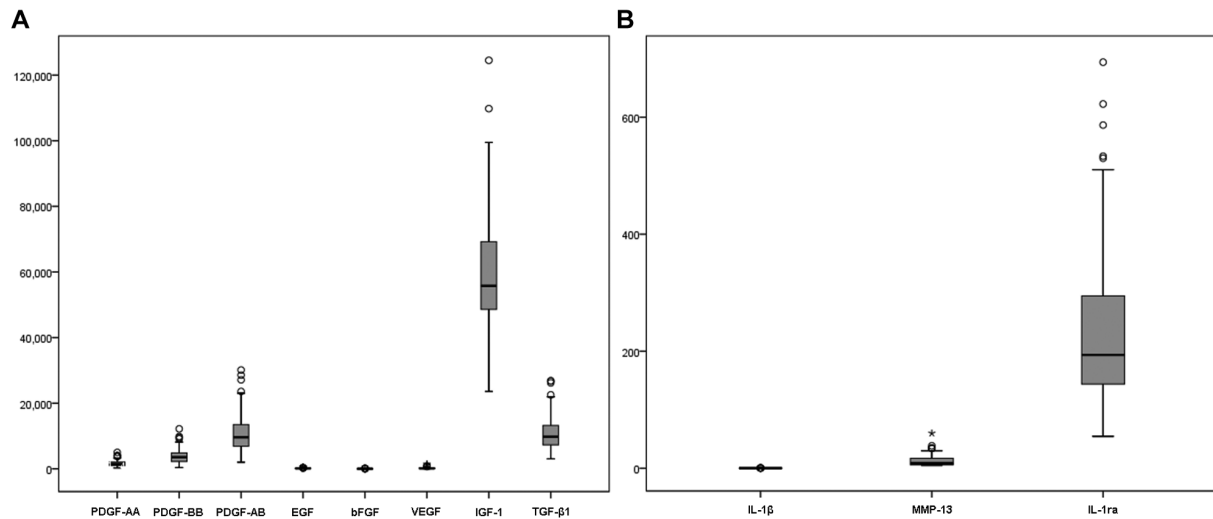 A
120,000
100,000
80,000
60,000
40,000
20,000
0
PDGF-AA PDGF-BB PDGF-AB EGF bFGF VEGF IGF-1 TGF-β1
B
600
400
200
0
IL-1β MMP-13 IL-1ra